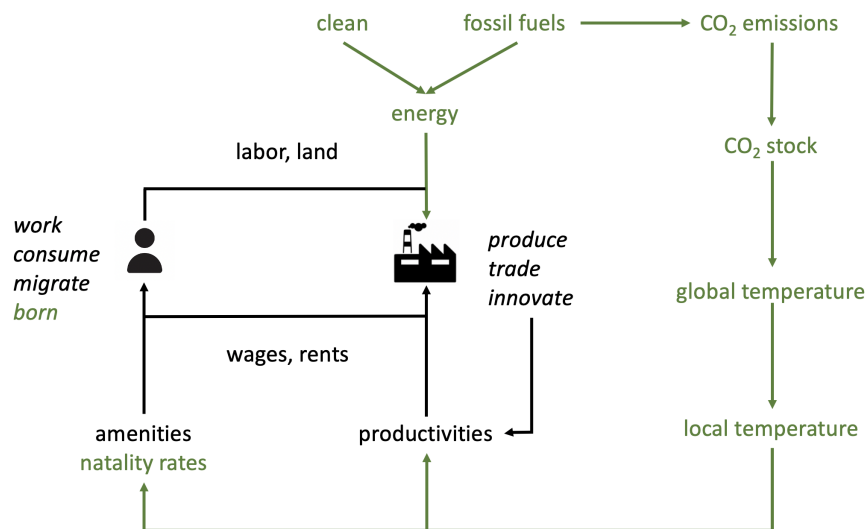 clean
fossil fuels
CO₂ emissions
energy
labor, land
CO₂ stock
work
consume
migrate
born
produce
trade
innovate
global temperature
wages, rents
amenities
natality rates
productivities
local temperature